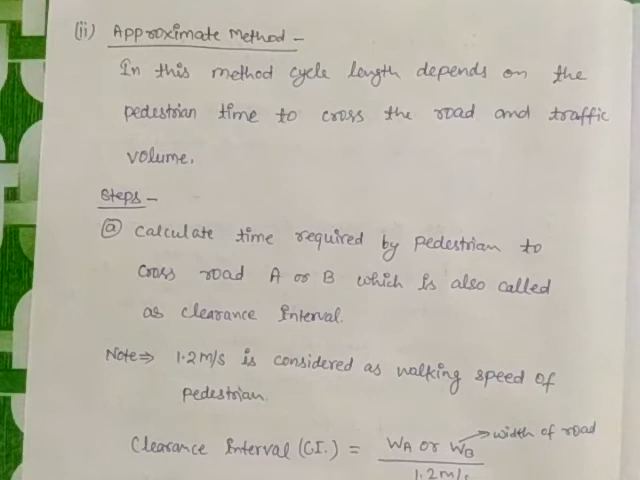 (ii) Approximate Method -
In this method cycle length depends on the
pedestrian time to cross the road and traffic
volume.
Steps -
(a) Calculate time required by pedestrian to
cross road A or B which is also called
as clearance interval.
Note⇒ 1.2 m/s is considered as walking speed of
pedestrian.
Clearance Interval (C.I.) = WA or WB → width of road
1.2 m/s